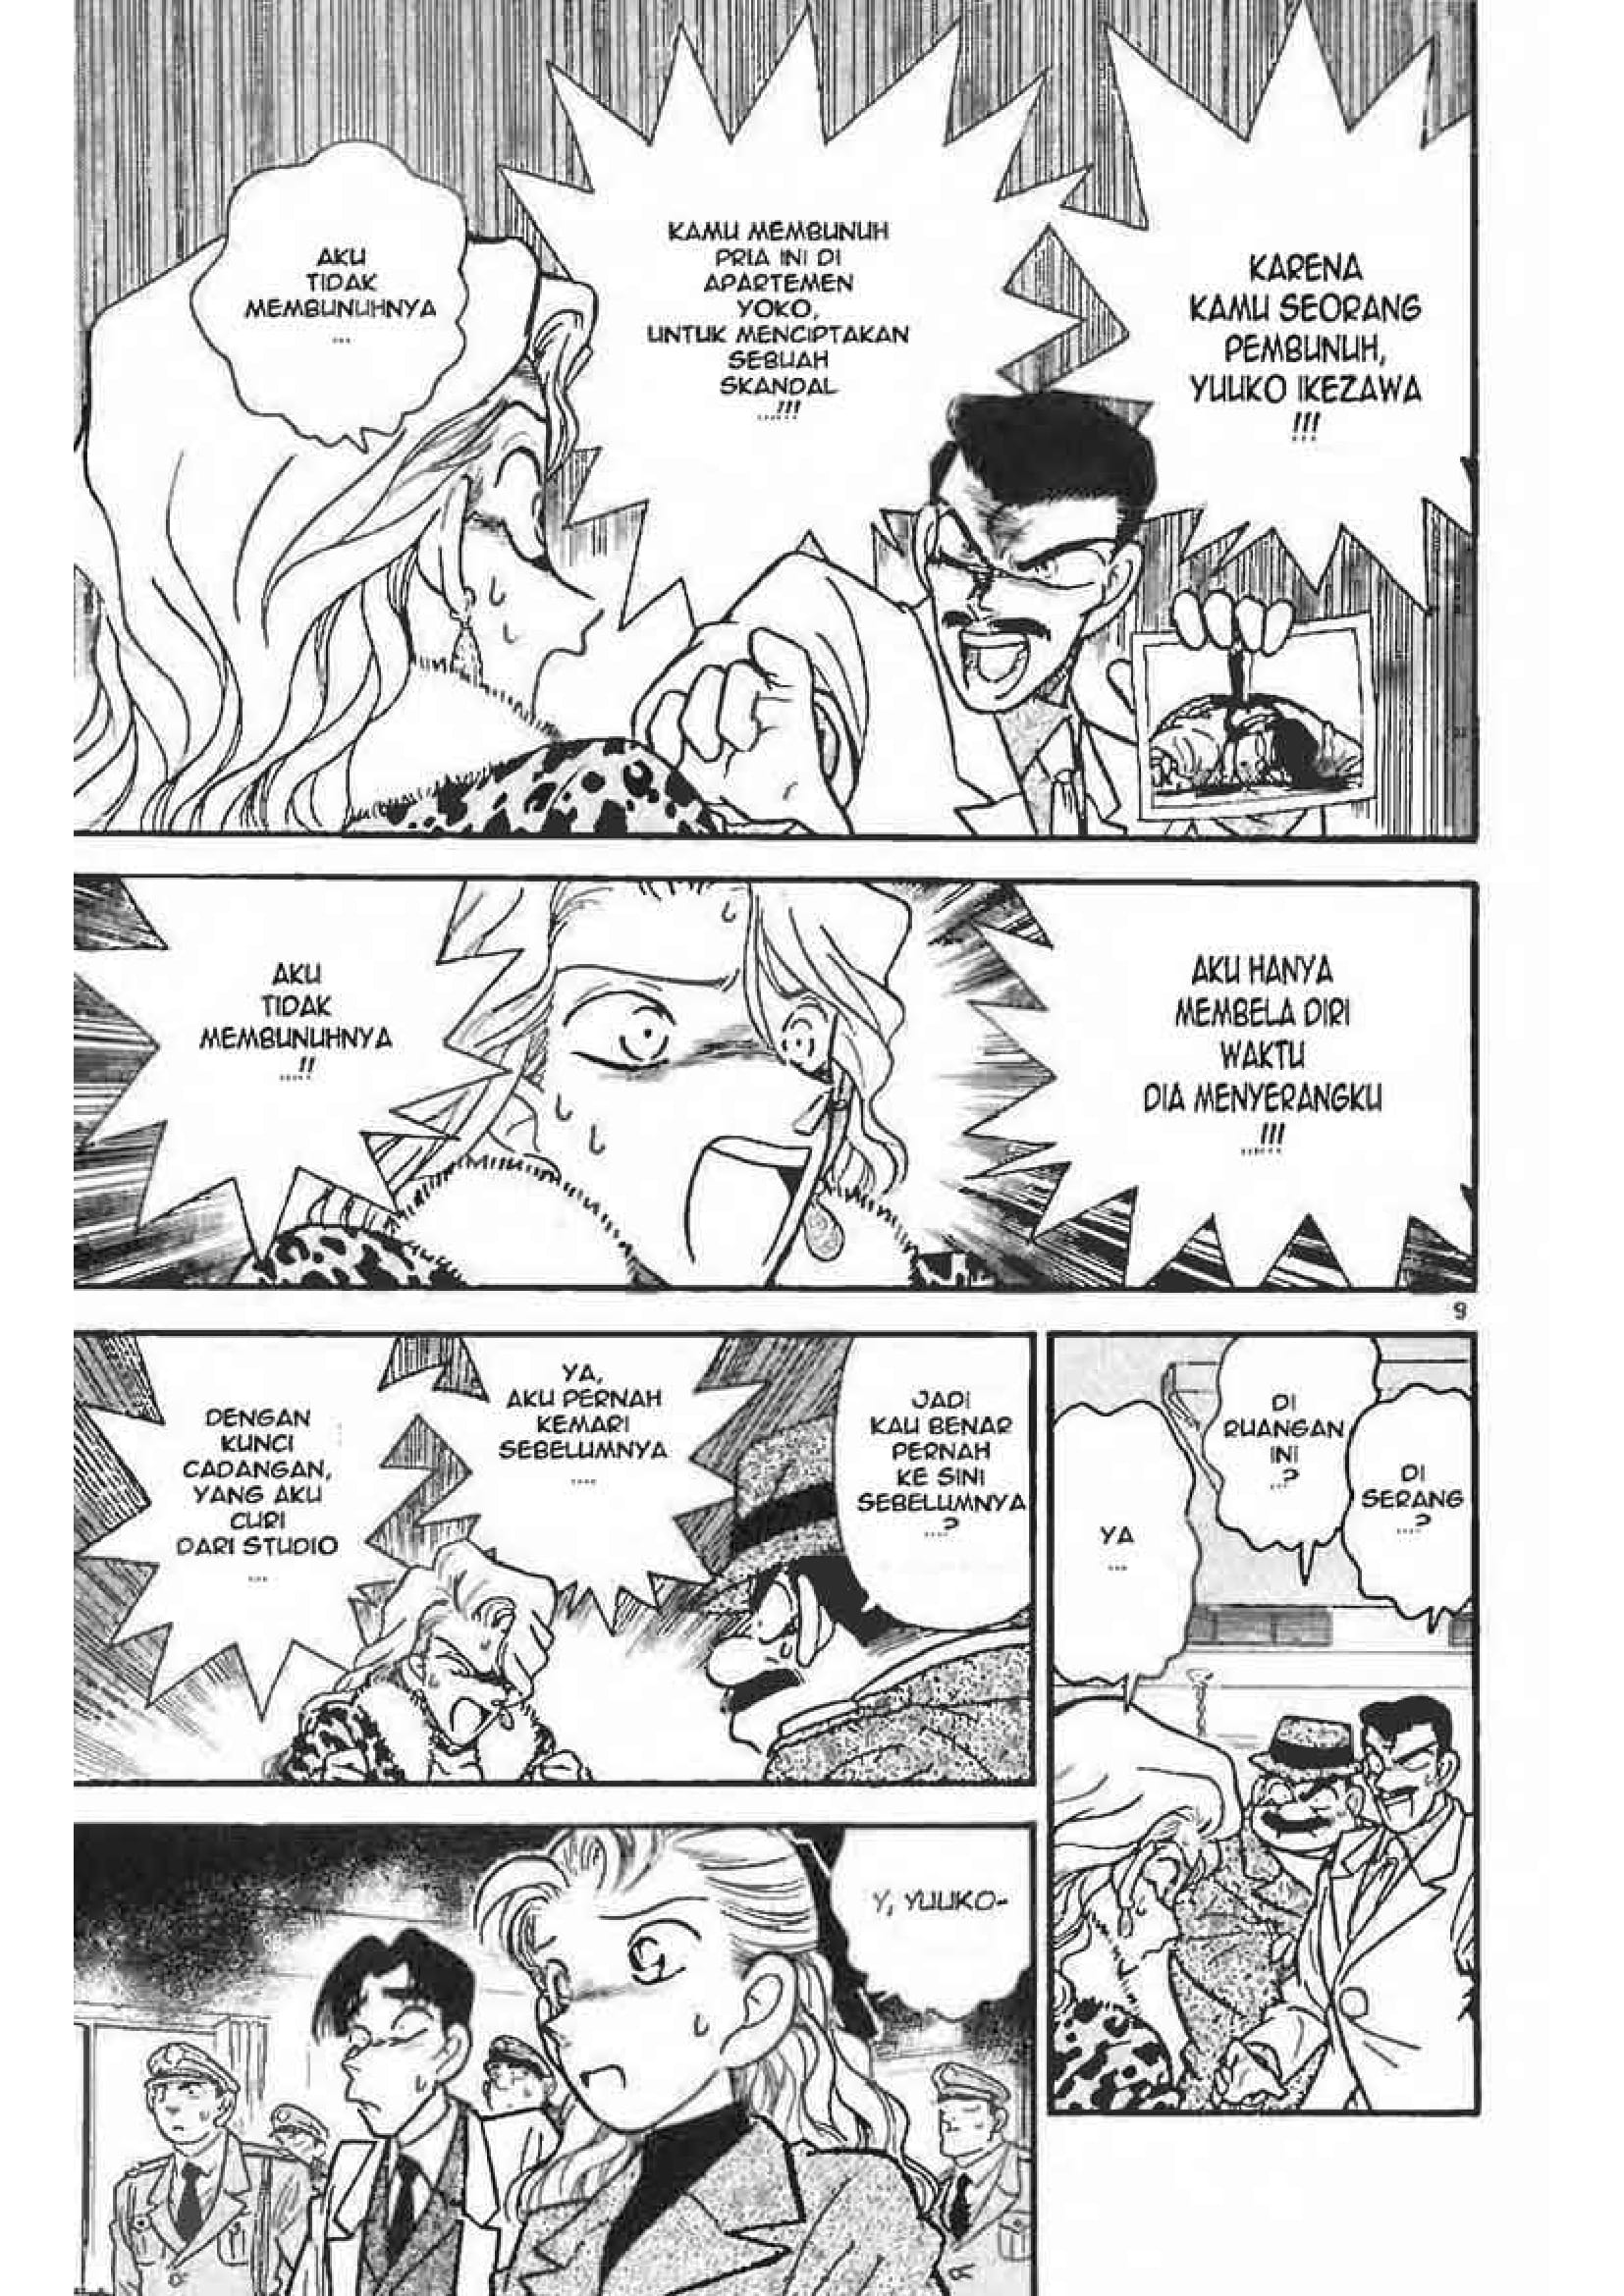 KARENA
KAMU SEORANG
PEMBUNUH,
YUUKO IKEZAWA
...!!!
KAMU MEMBUNUH
PRIA INI DI
APARTEMEN
YOKO,
UNTUK MENCIPTAKAN
SEBUAH
SKANDAL
......!!!
AKU
TIDAK
MEMBUNUHNYA
...
AKU HANYA
MEMBELA DIRI
WAKTU
DIA MENYERANGKU
......!!!
AKU
TIDAK
MEMBUNUHNYA
.....!!
9
DI
SERANG
....?
DI
RUANGAN
INI
...?
YA
...
JADI
KAU BENAR
PERNAH
KE SINI
SEBELUMNYA
....?
YA,
AKU PERNAH
KEMARI
SEBELUMNYA
....
DENGAN
KUNCI
CADANGAN,
YANG AKU
CURI
DARI STUDIO
...
Y, YUUKO-